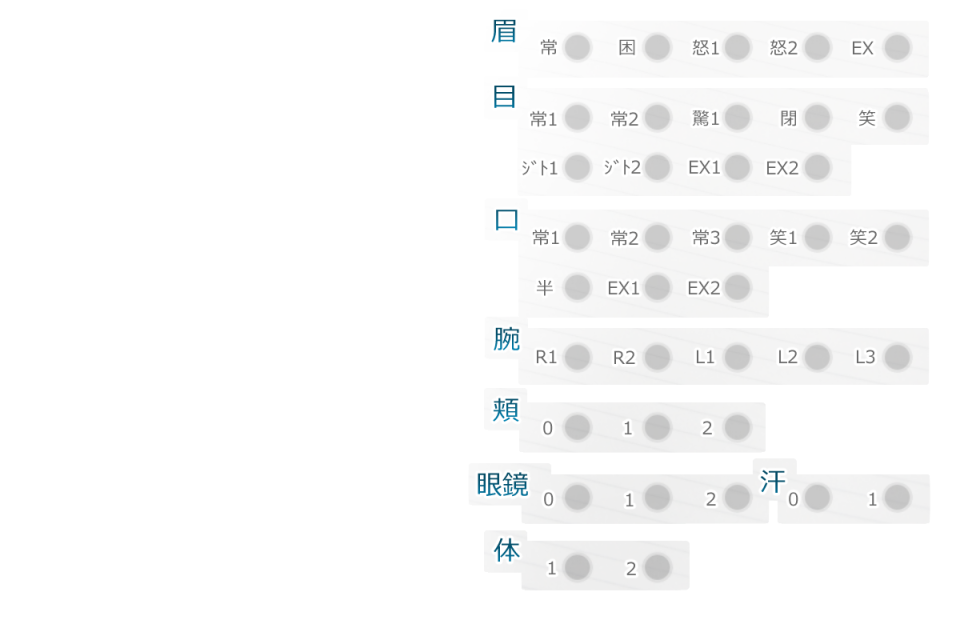 眉
常 困 怒1 怒2 EX
目
常1 常2 驚1 閉 笑
ｼﾞﾄ1 ｼﾞﾄ2 EX1 EX2
口
常1 常2 常3 笑1 笑2
半 EX1 EX2
腕
R1 R2 L1 L2 L3
頬
0 1 2
眼鏡
0 1 2
汗
0 1
体
1 2